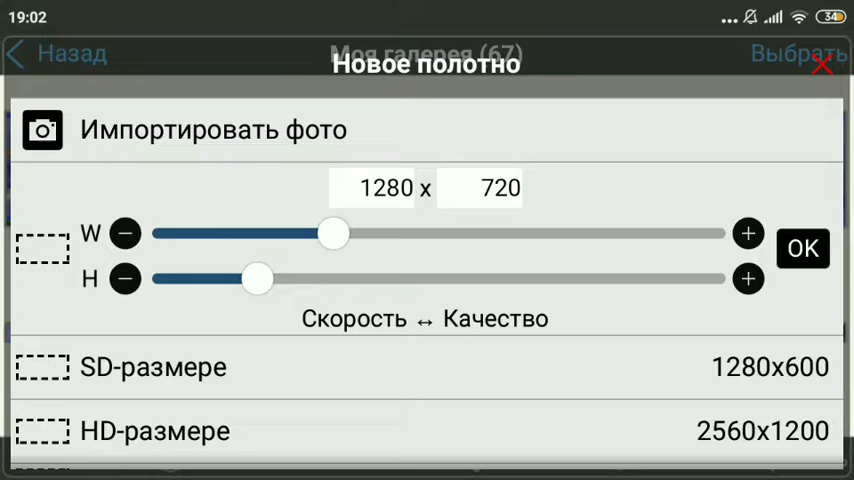 19:02
34
Назад
Моя галерея (67)
Выбрать
Новое полотно
Импортировать фото
1280 x 720
W
OK
H
Скорость ↔ Качество
SD-размере 1280x600
HD-размере 2560x1200